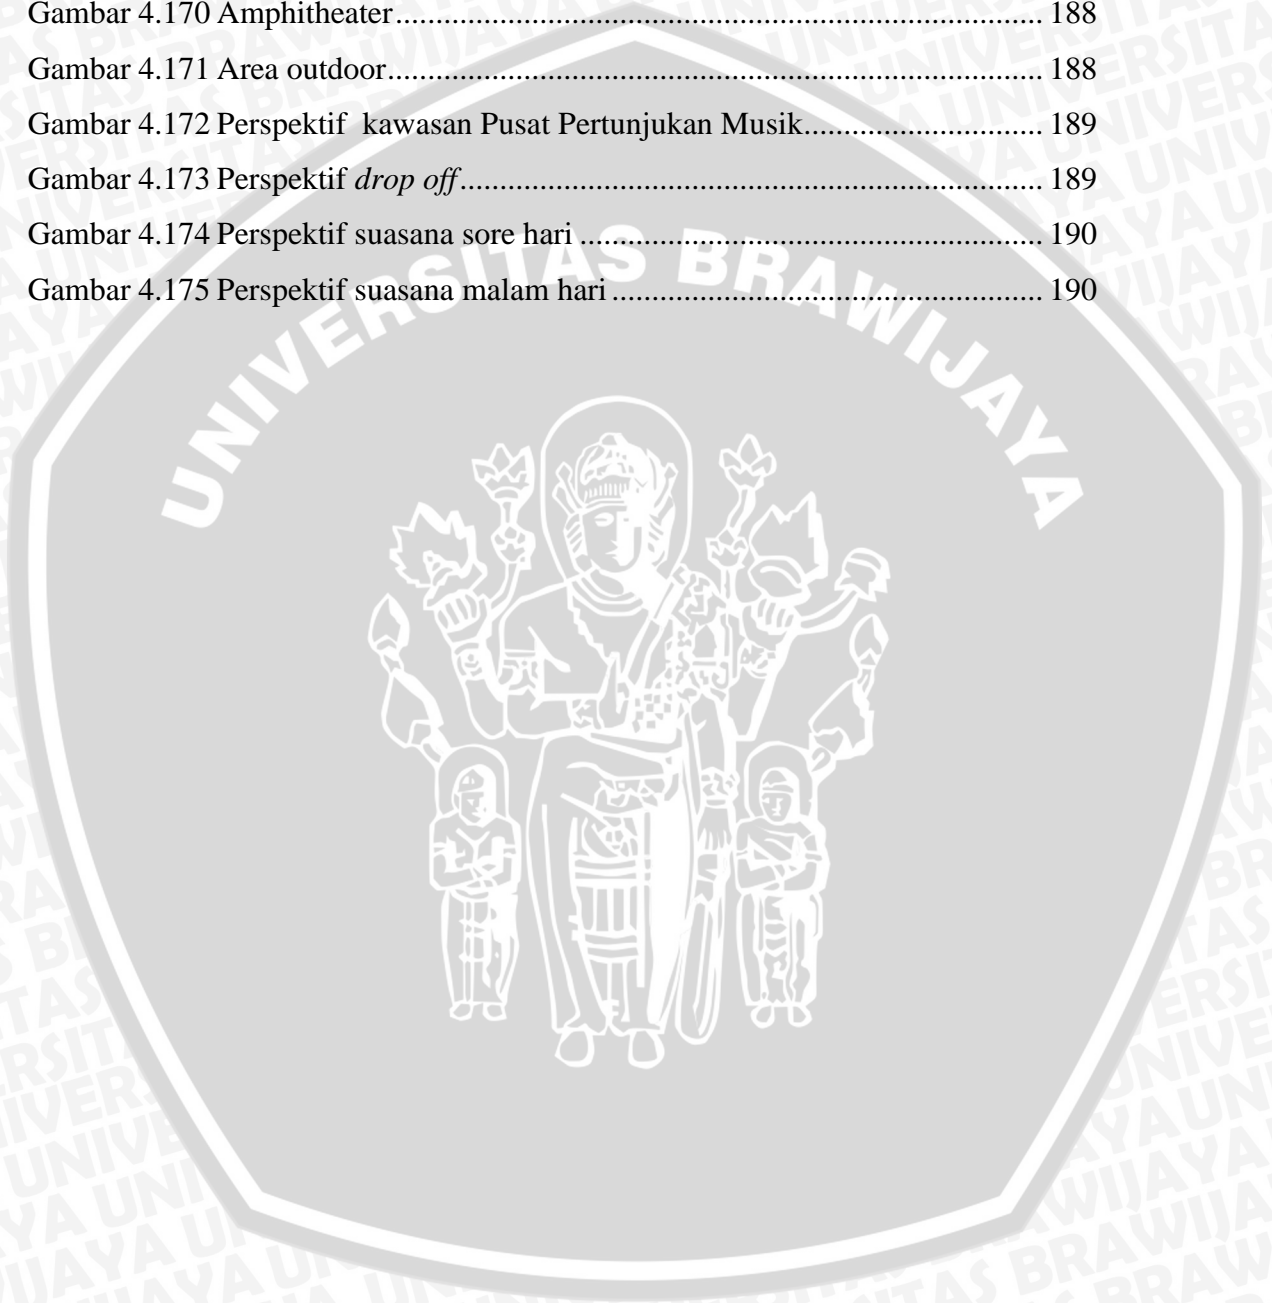 Gambar 4.170 Amphitheater................................................................................. 188
Gambar 4.171 Area outdoor.................................................................................. 188
Gambar 4.172 Perspektif  kawasan Pusat Pertunjukan Musik.............................. 189
Gambar 4.173 Perspektif drop off......................................................................... 189
Gambar 4.174 Perspektif suasana sore hari .......................................................... 190
Gambar 4.175 Perspektif suasana malam hari ...................................................... 190
UNIVERSITAS BRAWIJAYA